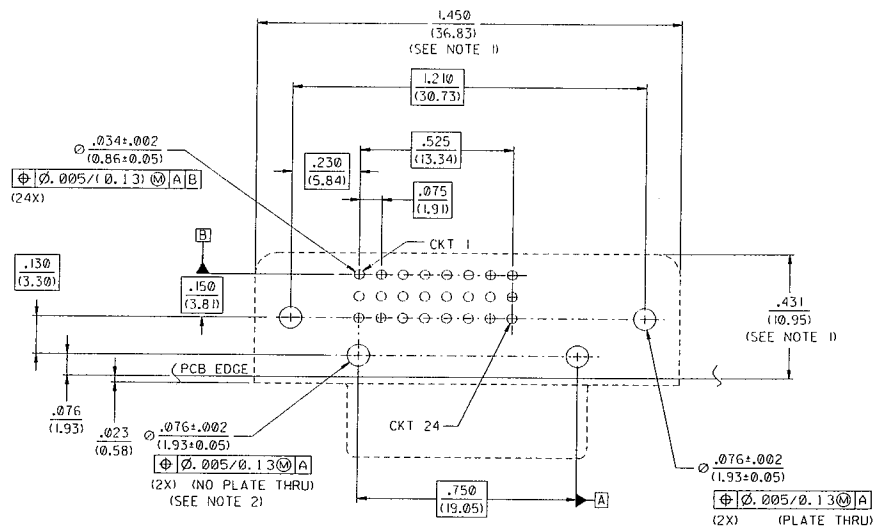 1.450
(36.83)
(SEE NOTE 1)
1.210
(30.73)
.034±.002
(0.86±0.05)
⌖ Ø.005/(0.13) Ⓜ A B
(24X)
.525
(13.34)
.230
(5.84)
.075
(1.91)
B
CKT 1
.130
(3.30)
.150
(3.81)
.431
(10.95)
(SEE NOTE 1)
PCB EDGE
.076
(1.93)
.023
(0.58)
Ø .076±.002
(1.93±0.05)
⌖ Ø.005/0.13Ⓜ A
(2X) (NO PLATE THRU)
(SEE NOTE 2)
CKT 24
.750
(19.05)
A
Ø .076±.002
(1.93±0.05)
⌖ Ø.005/0.13Ⓜ A
(2X) (PLATE THRU)